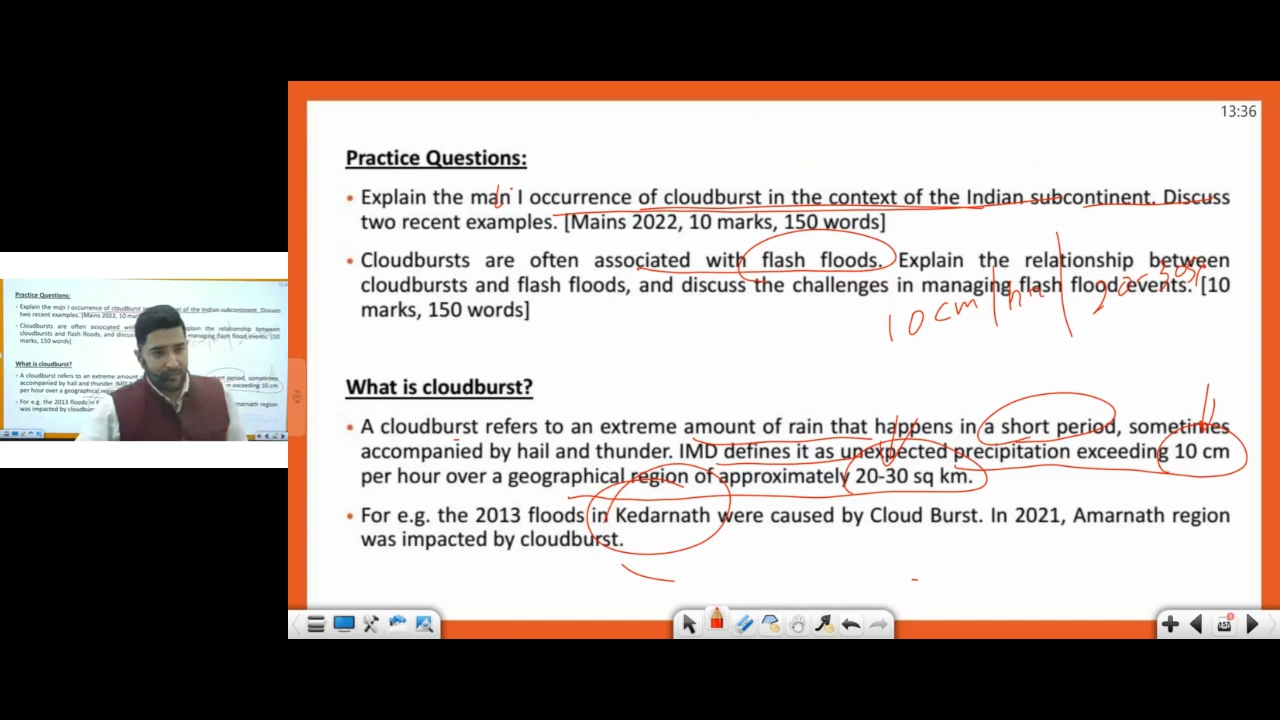 13:36
Practice Questions:
• Explain the man I occurrence of cloudburst in the context of the Indian subcontinent. Discuss
two recent examples. [Mains 2022, 10 marks, 150 words]
• Cloudbursts are often associated with flash floods. Explain the relationship between
cloudbursts and flash floods, and discuss the challenges in managing flash flood events. [10
marks, 150 words]
10 cm | hr | 20-30 sq
What is cloudburst?
• A cloudburst refers to an extreme amount of rain that happens in a short period, sometimes
accompanied by hail and thunder. IMD defines it as unexpected precipitation exceeding 10 cm
per hour over a geographical region of approximately 20-30 sq km.
• For e.g. the 2013 floods in Kedarnath were caused by Cloud Burst. In 2021, Amarnath region
was impacted by cloudburst.
457